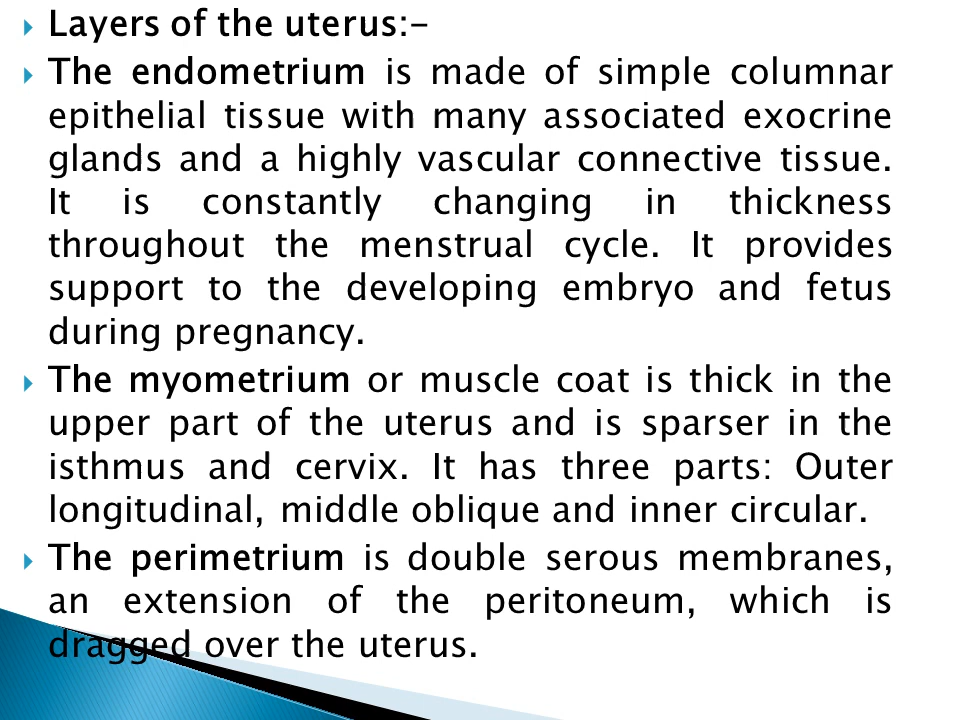 Layers of the uterus:-
The endometrium is made of simple columnar
epithelial tissue with many associated exocrine
glands and a highly vascular connective tissue.
It is constantly changing in thickness
throughout the menstrual cycle. It provides
support to the developing embryo and fetus
during pregnancy.
The myometrium or muscle coat is thick in the
upper part of the uterus and is sparser in the
isthmus and cervix. It has three parts: Outer
longitudinal, middle oblique and inner circular.
The perimetrium is double serous membranes,
an extension of the peritoneum, which is
dragged over the uterus.